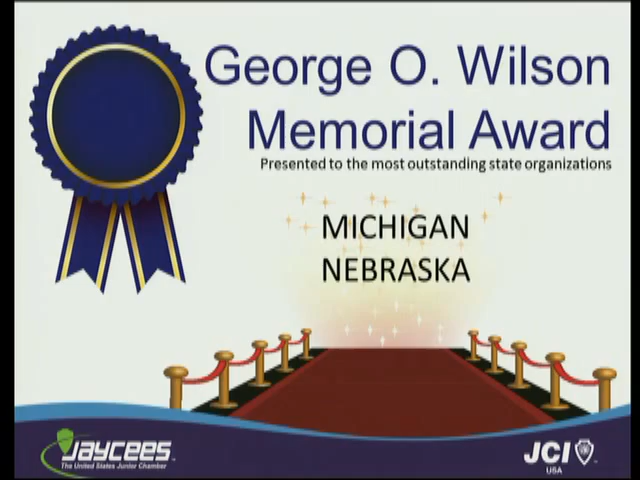 George O. Wilson
Memorial Award
Presented to the most outstanding state organizations
MICHIGAN
NEBRASKA
JAYCEES
The United States Junior Chamber
JCI
USA